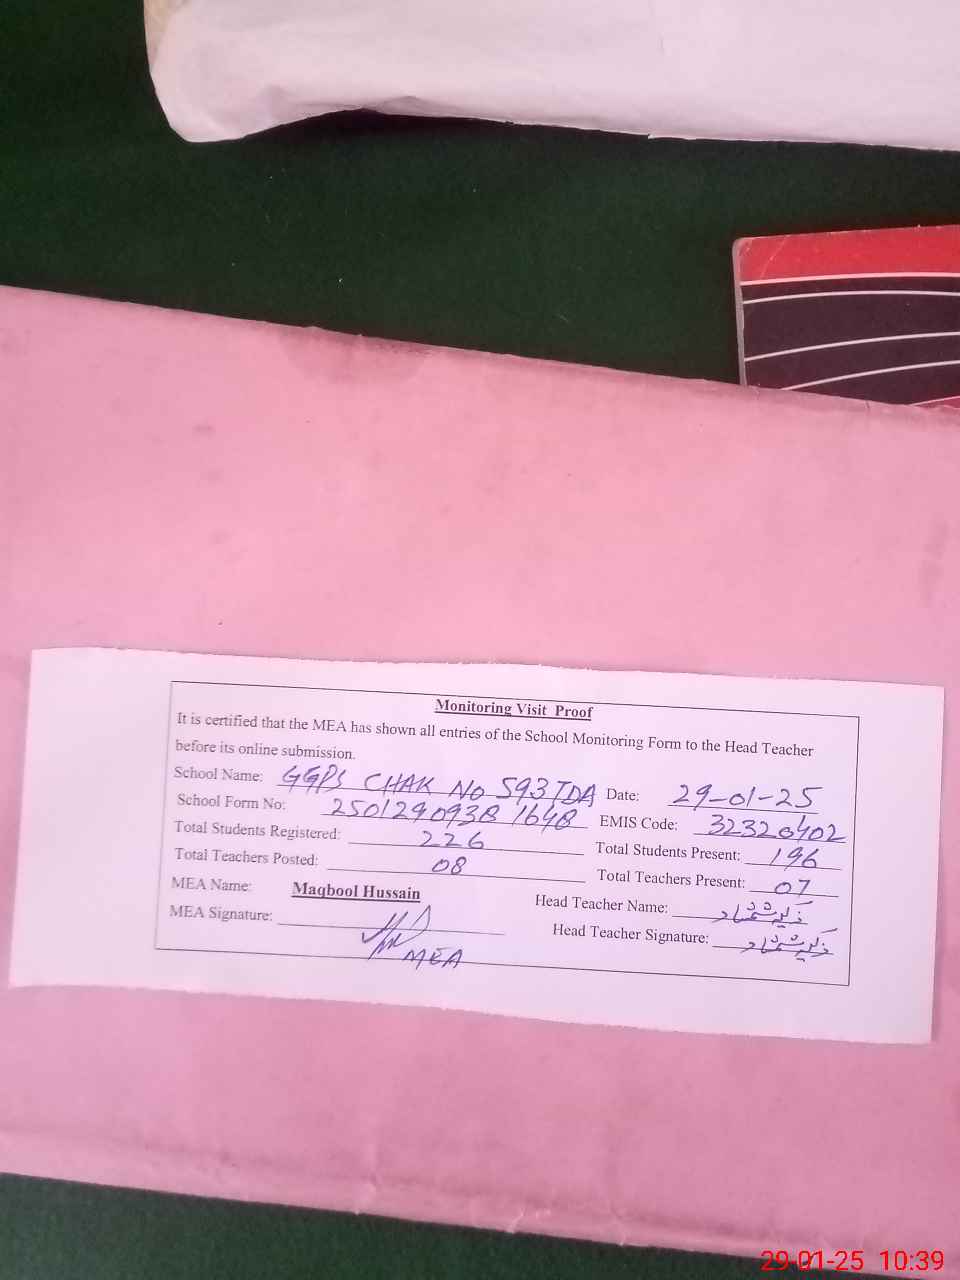 Monitoring Visit Proof
It is certified that the MEA has shown all entries of the School Monitoring Form to the Head Teacher
before its online submission.
School Name: GGPS CHAK No 593TDA Date: 29-01-25
School Form No: 25012909381648 EMIS Code: 32320402
Total Students Registered: 226 Total Students Present: 196
Total Teachers Posted: 08 Total Teachers Present: 07
MEA Name: Maqbool Hussain Head Teacher Name:
MEA Signature: Head Teacher Signature:
MEA
29-01-25 10:39